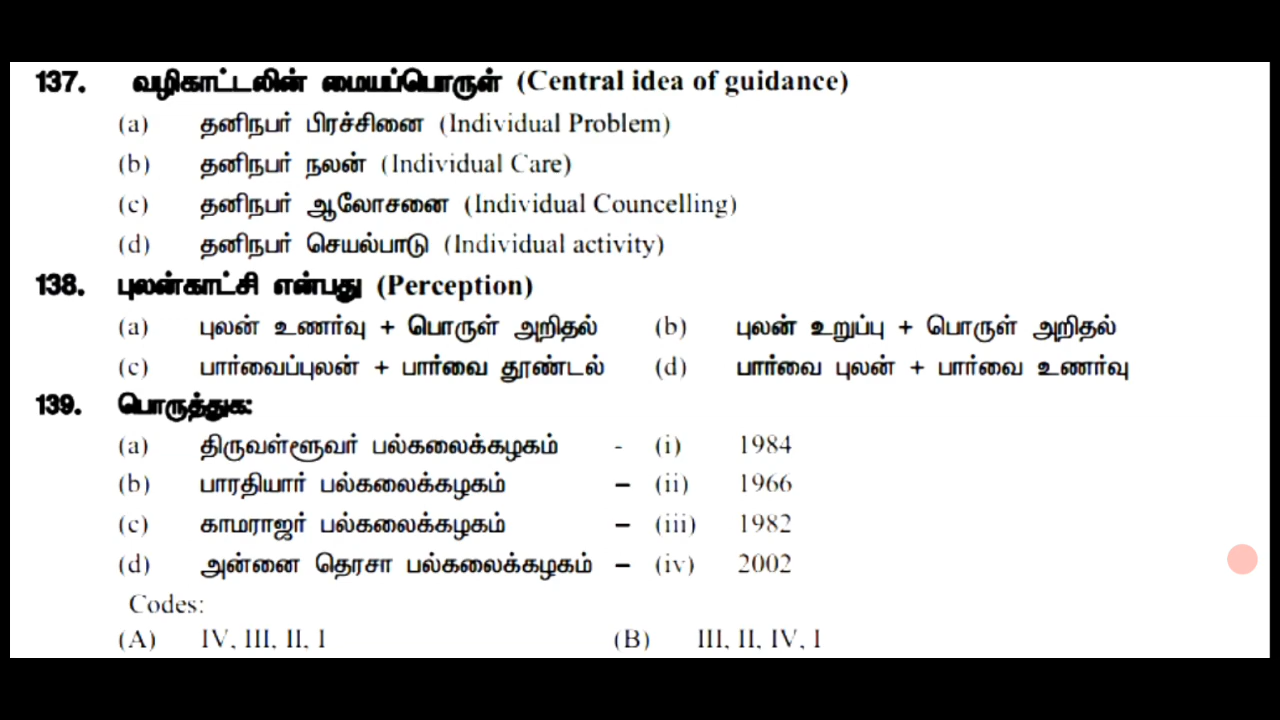 137. வழிகாட்டலின் மையப்பொருள் (Central idea of guidance)
(a) தனிநபர் பிரச்சினை (Individual Problem)
(b) தனிநபர் நலன் (Individual Care)
(c) தனிநபர் ஆலோசனை (Individual Councelling)
(d) தனிநபர் செயல்பாடு (Individual activity)
138. புலன்காட்சி என்பது (Perception)
(a) புலன் உணர்வு + பொருள் அறிதல் (b) புலன் உறுப்பு + பொருள் அறிதல்
(c) பார்வைப்புலன் + பார்வை தூண்டல் (d) பார்வை புலன் + பார்வை உணர்வு
139. பொருத்துக:
(a) திருவள்ளூவர் பல்கலைக்கழகம் - (i) 1984
(b) பாரதியார் பல்கலைக்கழகம் – (ii) 1966
(c) காமராஜர் பல்கலைக்கழகம் – (iii) 1982
(d) அன்னை தெரசா பல்கலைக்கழகம் – (iv) 2002
Codes:
(A) IV, III, II, I (B) III, II, IV, I